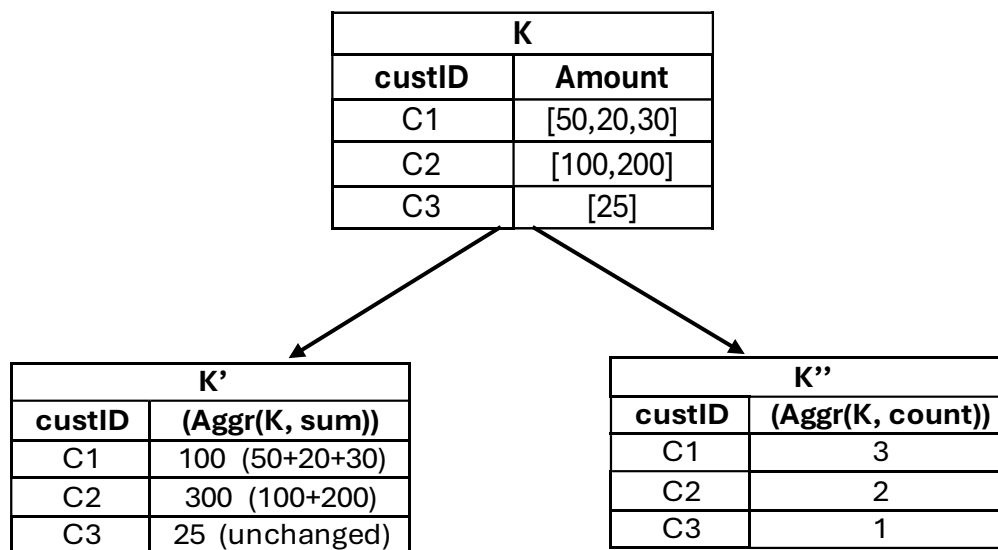 K
custID Amount
C1 [50,20,30]
C2 [100,200]
C3 [25]
K’
custID (Aggr(K, sum))
C1 100 (50+20+30)
C2 300 (100+200)
C3 25 (unchanged)
K’’
custID (Aggr(K, count))
C1 3
C2 2
C3 1